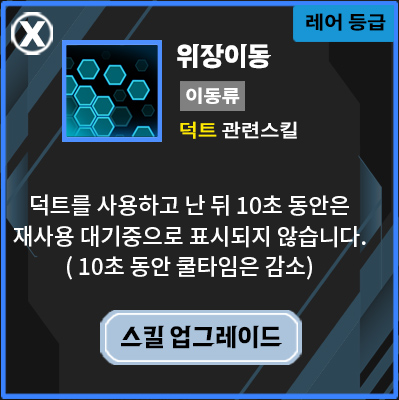 레어 등급
X
위장이동
이동류
덕트 관련스킬
덕트를 사용하고 난 뒤 10초 동안은
재사용 대기중으로 표시되지 않습니다.
( 10초 동안 쿨타임은 감소)
스킬 업그레이드